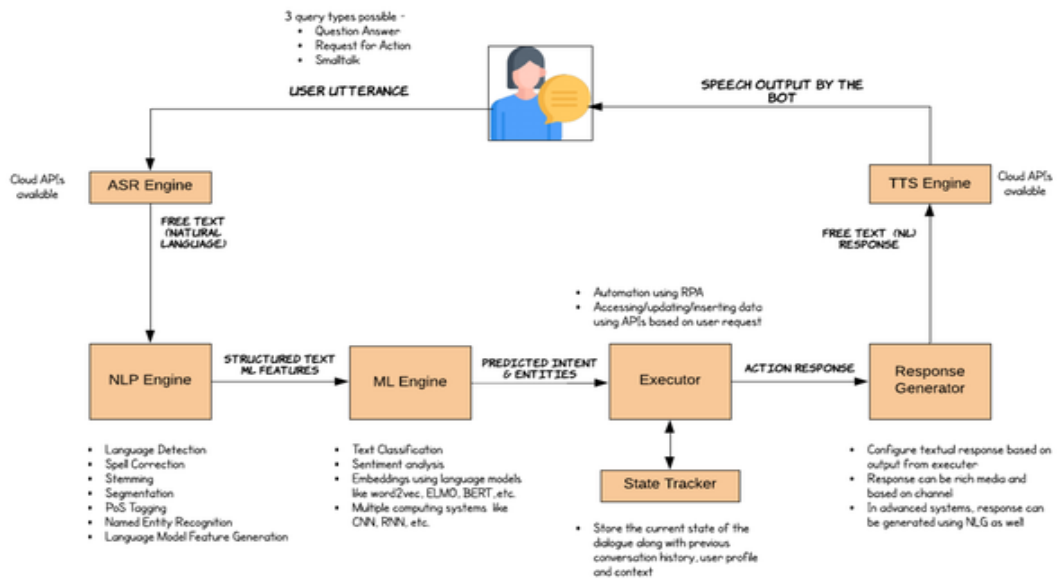 3 query types possible -
• Question Answer
• Request for Action
• Smalltalk
USER UTTERANCE
SPEECH OUTPUT BY THE
BOT
Cloud APIs
available
ASR Engine
TTS Engine
Cloud APIs
available
FREE TEXT
(NATURAL
LANGUAGE)
FREE TEXT (NL)
RESPONSE
• Automation using RPA
• Accessing/updating/inserting data
using APIs based on user request
NLP Engine
STRUCTURED TEXT
ML FEATURES
ML Engine
PREDICTED INTENT
& ENTITIES
Executor
ACTION RESPONSE
Response
Generator
• Language Detection
• Spell Correction
• Stemming
• Segmentation
• PoS Tagging
• Named Entity Recognition
• Language Model Feature Generation
• Text Classification
• Sentiment analysis
• Embeddings using language models
like word2vec, ELMO, BERT, etc.
• Multiple computing systems like
CNN, RNN, etc.
State Tracker
• Store the current state of the
dialogue along with previous
conversation history, user profile
and context
• Configure textual response based on
output from executer
• Response can be rich media and
based on channel
• In advanced systems, response can
be generated using NLG as well